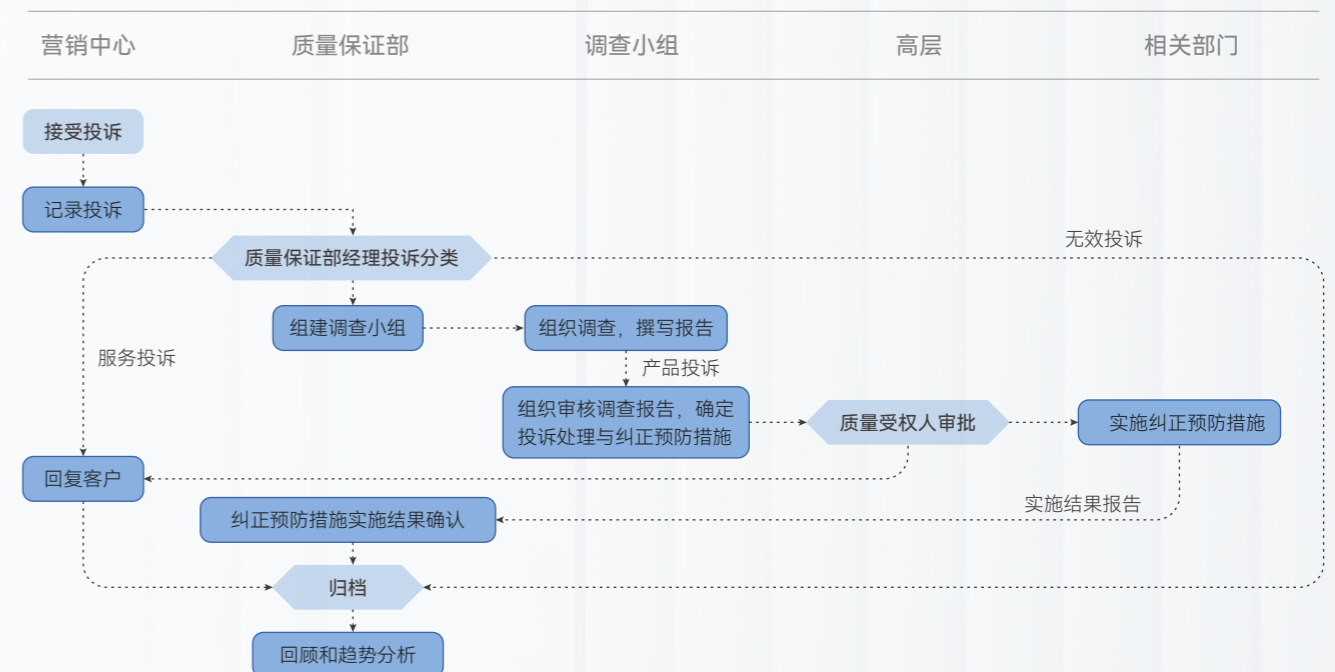 营销中心
质量保证部
调查小组
高层
相关部门
接受投诉
记录投诉
无效投诉
质量保证部经理投诉分类
组建调查小组
组织调查，撰写报告
服务投诉
产品投诉
组织审核调查报告，确定
投诉处理与纠正预防措施
质量受权人审批
实施纠正预防措施
回复客户
实施结果报告
纠正预防措施实施结果确认
归档
回顾和趋势分析